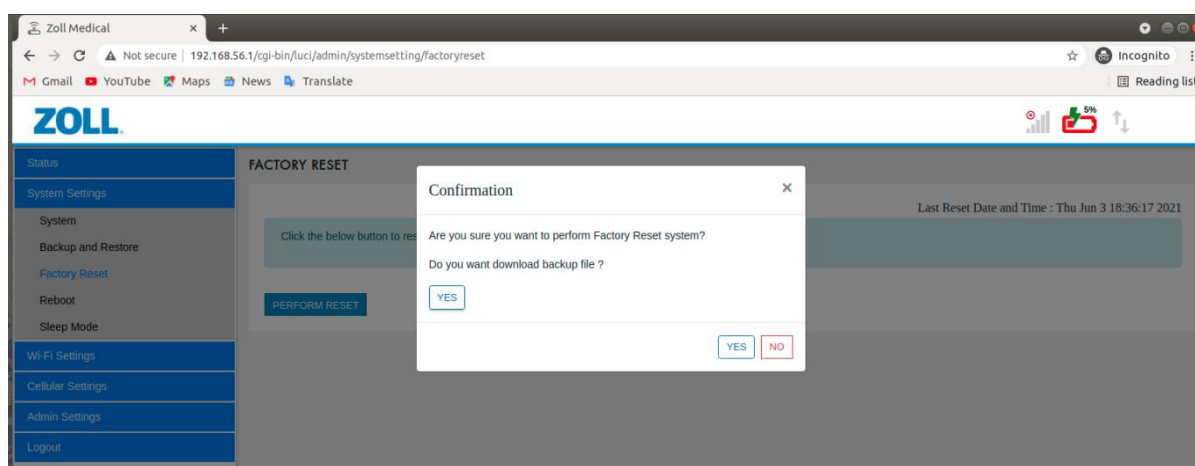 Zoll Medical
Not secure | 192.168.56.1/cgi-bin/luci/admin/systemsetting/factoryreset
Incognito
Gmail YouTube Maps News Translate
Reading list
ZOLL.
5%
Status
FACTORY RESET
System Settings
Confirmation
Last Reset Date and Time : Thu Jun 3 18:36:17 2021
System
Click the below button to res
Are you sure you want to perform Factory Reset system?
Backup and Restore
Do you want download backup file ?
Factory Reset
YES
Reboot
PERFORM RESET
Sleep Mode
YES NO
Wi-Fi Settings
Cellular Settings
Admin Settings
Logout